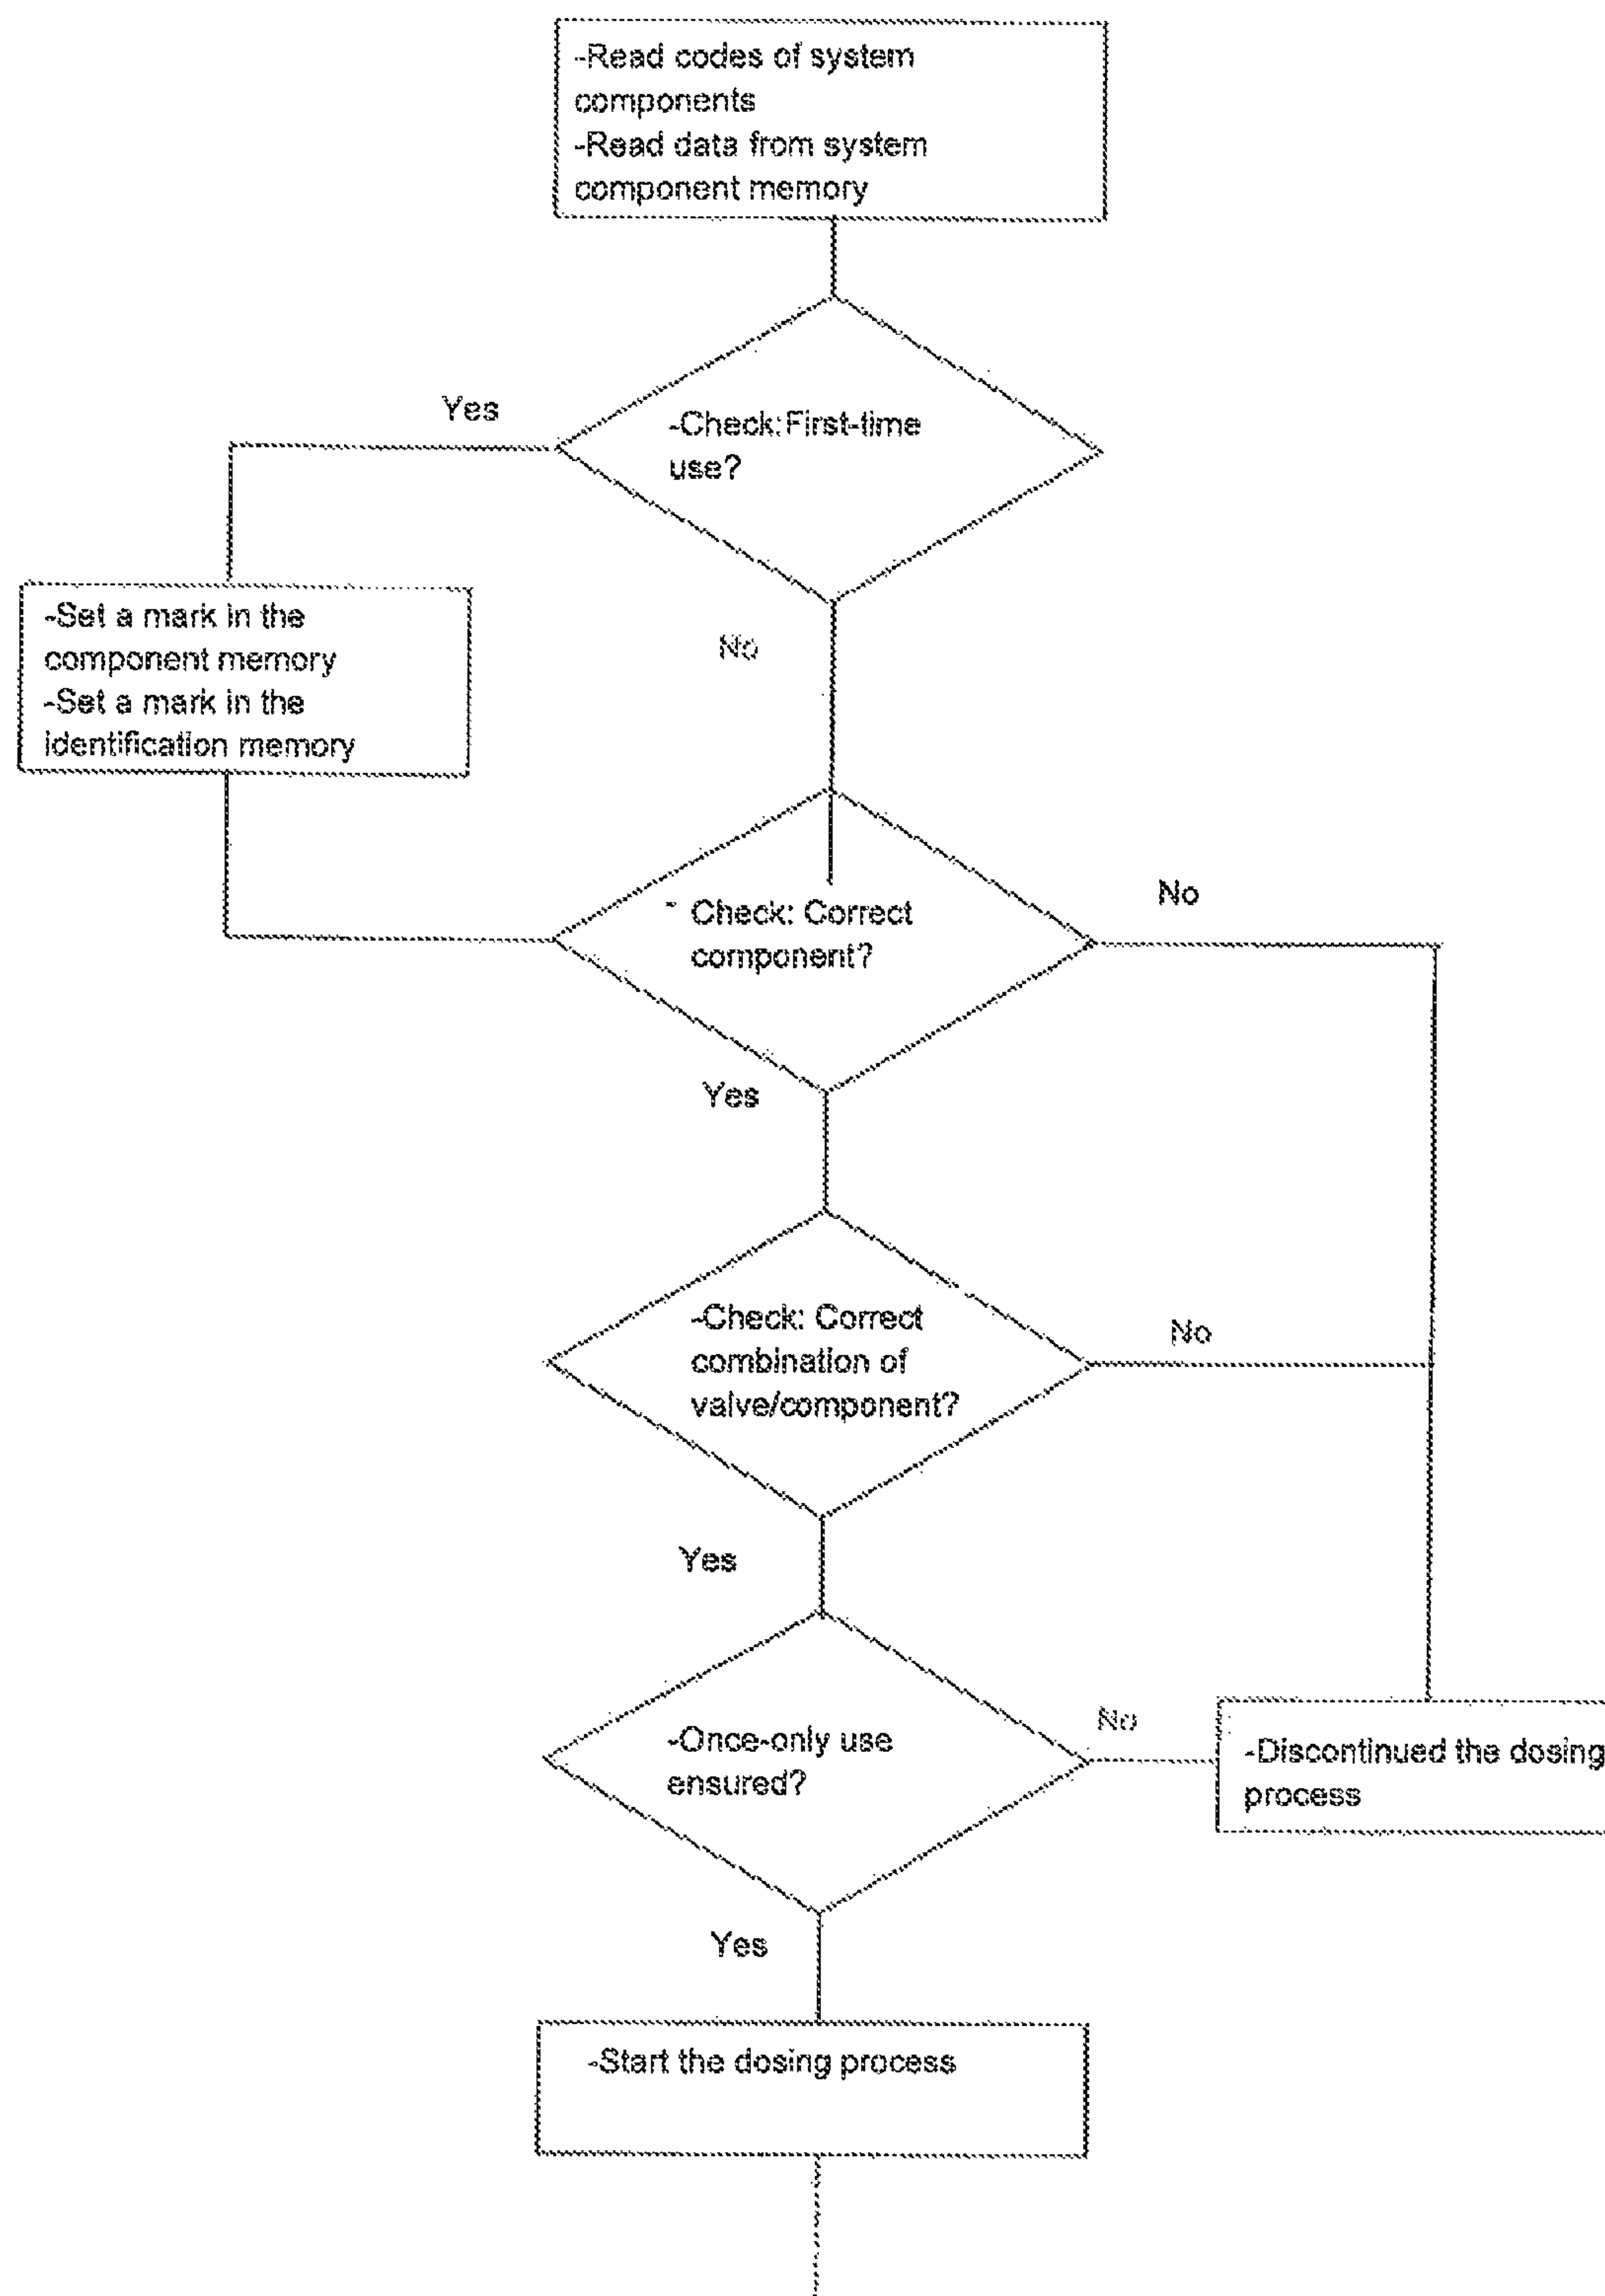 -Read codes of system
components
-Read data from system
component memory
Yes
-Check:First-time
use?
-Set a mark in the
component memory
-Set a mark in the
identification memory
No
- Check: Correct
component?
No
Yes
-Check: Correct
combination of
valve/component?
No
Yes
-Once-only use
ensured?
No
-Discontinued the dosing
process
Yes
-Start the dosing process